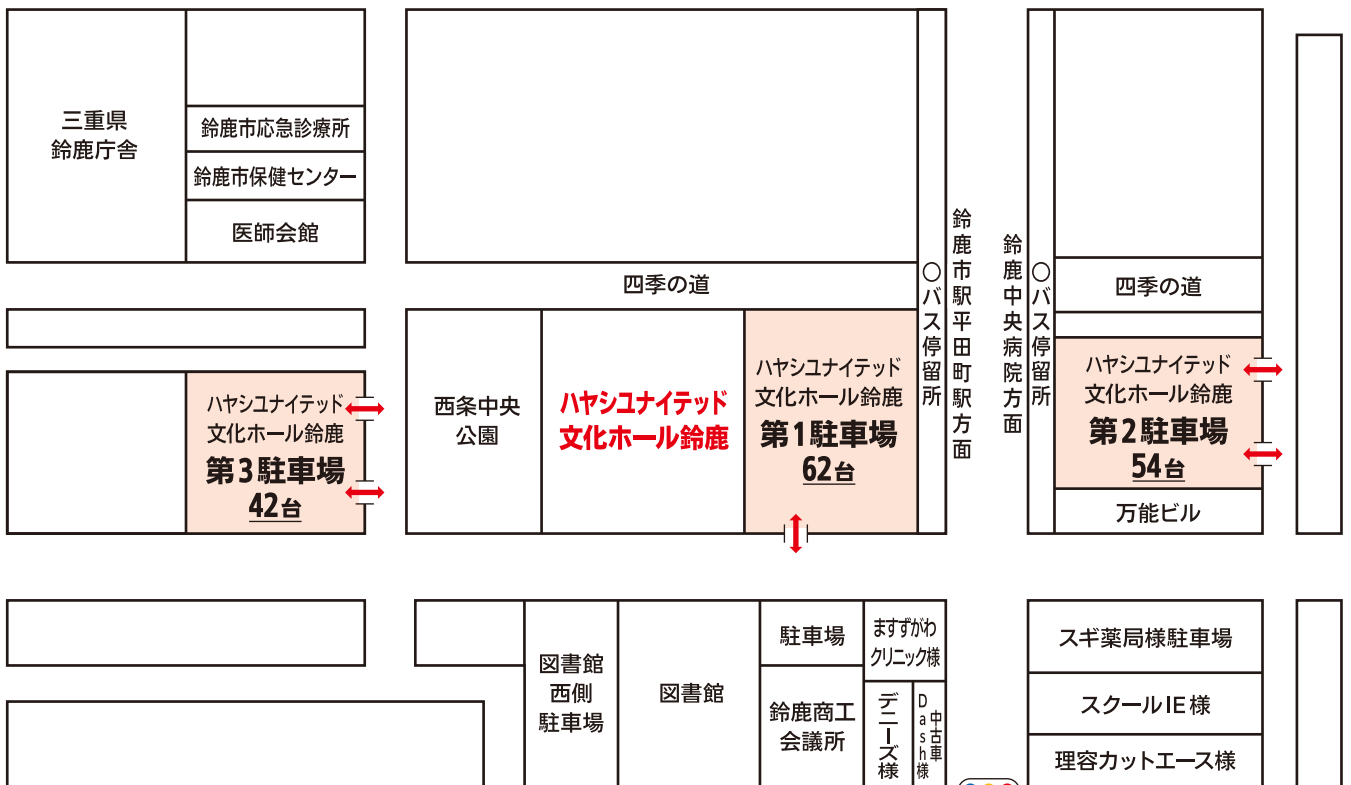 三重県
鈴鹿庁舎
鈴鹿市応急診療所
鈴鹿市保健センター
医師会館
四季の道
〇バス停留所
鈴鹿市駅平田町駅方面
鈴鹿中央病院方面
〇バス停留所
四季の道
ハヤシユナイテッド
文化ホール鈴鹿
第3駐車場
42台
西条中央
公園
ハヤシユナイテッド
文化ホール鈴鹿
ハヤシユナイテッド
文化ホール鈴鹿
第1駐車場
62台
ハヤシユナイテッド
文化ホール鈴鹿
第2駐車場
54台
万能ビル
図書館
西側
駐車場
図書館
駐車場
鈴鹿商工
会議所
ますずがわ
クリニック様
デニーズ様
中古車
Dash様
スギ薬局様駐車場
スクールIE様
理容カットエース様